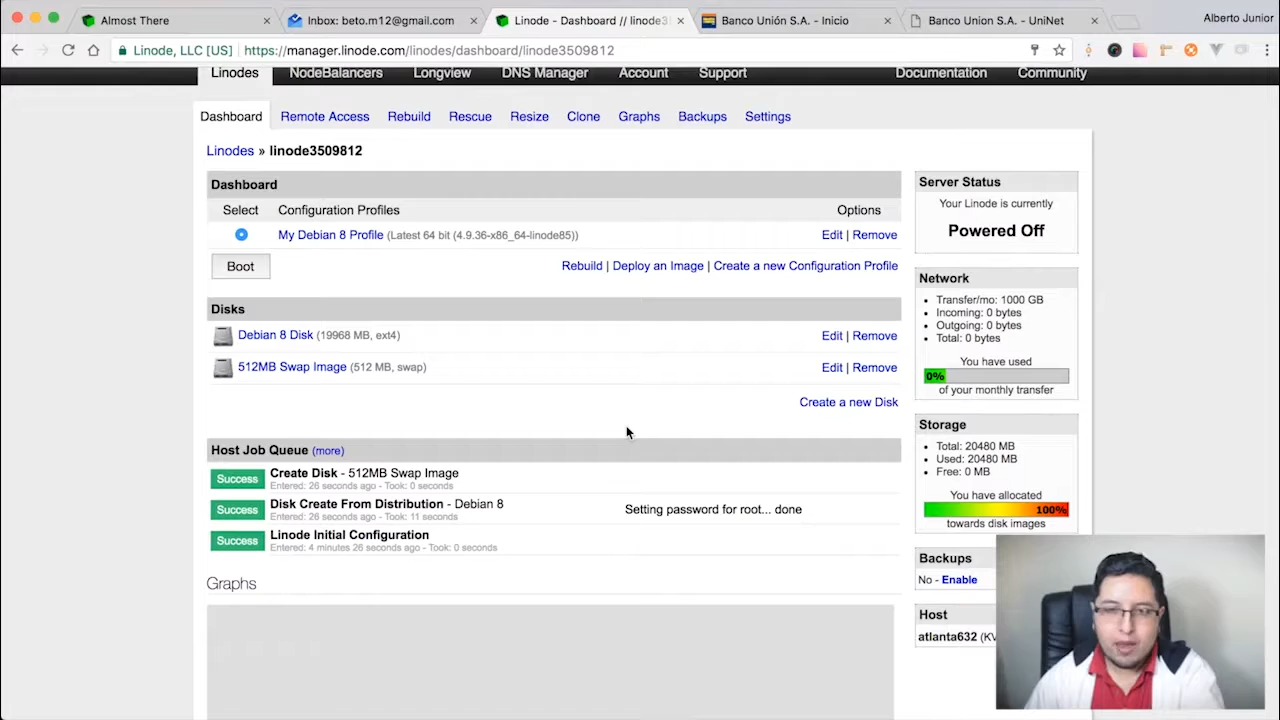 Almost There
Inbox: beto.m12@gmail.com
Linode - Dashboard // linode3
Banco Unión S.A. - Inicio
Banco Union S.A. - UniNet
Alberto Junior
Linode, LLC [US]
https://manager.linode.com/linodes/dashboard/linode3509812
Linodes NodeBalancers Longview DNS Manager Account Support Documentation Community
Dashboard Remote Access Rebuild Rescue Resize Clone Graphs Backups Settings
Linodes » linode3509812
Dashboard
Select Configuration Profiles Options
My Debian 8 Profile (Latest 64 bit (4.9.36-x86_64-linode85)) Edit | Remove
Boot Rebuild | Deploy an Image | Create a new Configuration Profile
Disks
Debian 8 Disk (19968 MB, ext4) Edit | Remove
512MB Swap Image (512 MB, swap) Edit | Remove
Create a new Disk
Host Job Queue (more)
Success Create Disk - 512MB Swap Image
Entered: 26 seconds ago - Took: 0 seconds
Success Disk Create From Distribution - Debian 8 Setting password for root... done
Entered: 26 seconds ago - Took: 11 seconds
Success Linode Initial Configuration
Entered: 4 minutes 26 seconds ago - Took: 0 seconds
Graphs
Server Status
Your Linode is currently
Powered Off
Network
Transfer/mo: 1000 GB
Incoming: 0 bytes
Outgoing: 0 bytes
Total: 0 bytes
You have used
0%
of your monthly transfer
Storage
Total: 20480 MB
Used: 20480 MB
Free: 0 MB
You have allocated
100%
towards disk images
Backups
No - Enable
Host
atlanta632 (KV